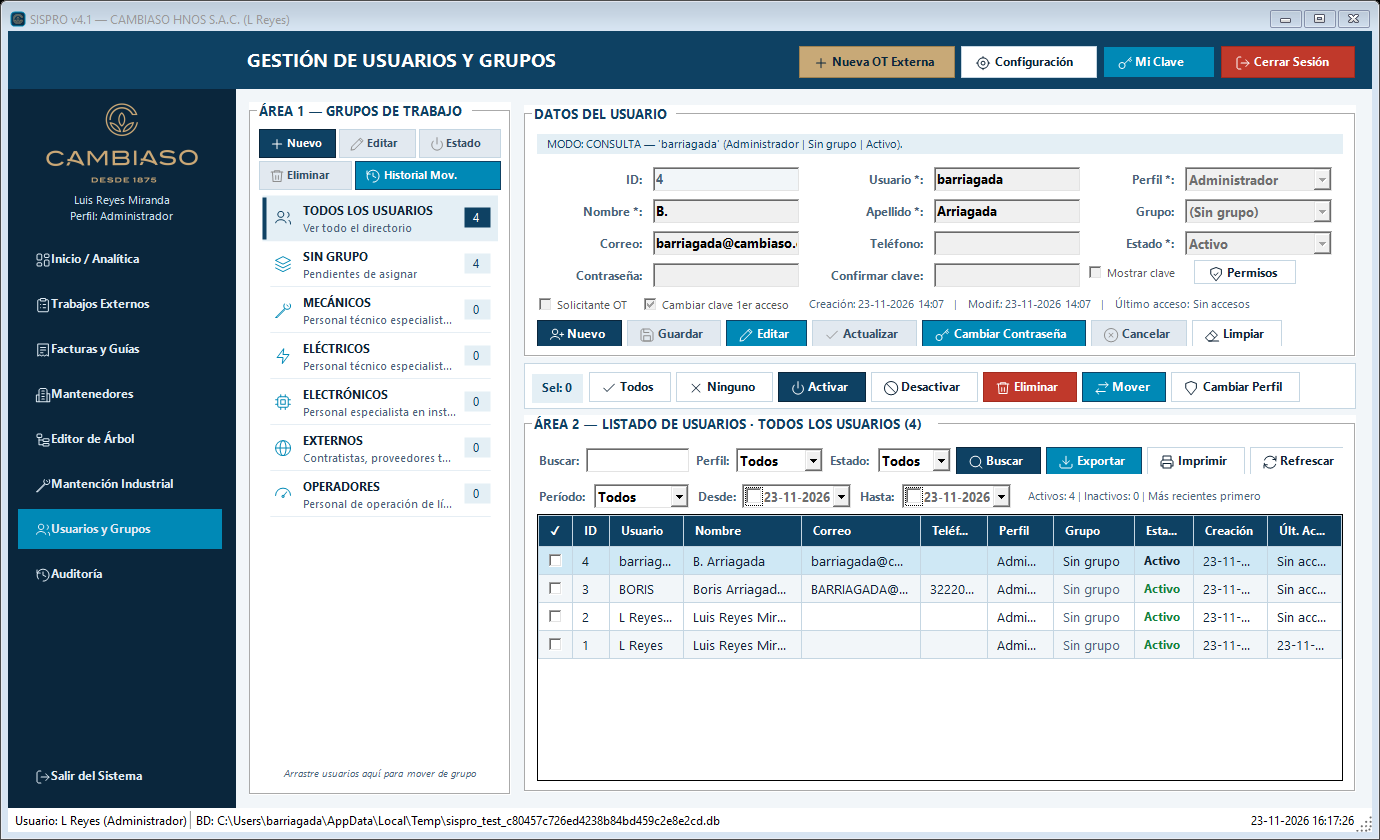 SISPRO v4.1 — CAMBIASO HNOS S.A.C. (L Reyes)
GESTIÓN DE USUARIOS Y GRUPOS
Nueva OT Externa
Configuración
Mi Clave
Cerrar Sesión
CAMBIASO
DESDE 1875
Luis Reyes Miranda
Perfil: Administrador
Inicio / Analítica
Trabajos Externos
Facturas y Guías
Mantenedores
Editor de Árbol
Mantención Industrial
Usuarios y Grupos
Auditoría
Salir del Sistema
ÁREA 1 — GRUPOS DE TRABAJO
Nuevo Editar Estado
Eliminar Historial Mov.
TODOS LOS USUARIOS 4
Ver todo el directorio
SIN GRUPO 4
Pendientes de asignar
MECÁNICOS 0
Personal técnico especialist...
ELÉCTRICOS 0
Personal técnico especialist...
ELECTRÓNICOS 0
Personal especialista en inst...
EXTERNOS 0
Contratistas, proveedores t...
OPERADORES 0
Personal de operación de lí...
Arrastre usuarios aquí para mover de grupo
DATOS DEL USUARIO
MODO: CONSULTA — 'barriagada' (Administrador | Sin grupo | Activo).
ID: 4 Usuario *: barriagada Perfil *: Administrador
Nombre *: B. Apellido *: Arriagada Grupo: (Sin grupo)
Correo: barriagada@cambiaso. Teléfono: Estado *: Activo
Contraseña: Confirmar clave: Mostrar clave Permisos
Solicitante OT Cambiar clave 1er acceso Creación: 23-11-2026 14:07 | Modif.: 23-11-2026 14:07 | Último acceso: Sin accesos
Nuevo Guardar Editar Actualizar Cambiar Contraseña Cancelar Limpiar
Sel: 0 Todos Ninguno Activar Desactivar Eliminar Mover Cambiar Perfil
ÁREA 2 — LISTADO DE USUARIOS · TODOS LOS USUARIOS (4)
Buscar: Perfil: Todos Estado: Todos Buscar Exportar Imprimir Refrescar
Período: Todos Desde: 23-11-2026 Hasta: 23-11-2026 Activos: 4 | Inactivos: 0 | Más recientes primero
✓ ID Usuario Nombre Correo Teléf... Perfil Grupo Esta... Creación Últ. Ac...
4 barriag... B. Arriagada barriagada@c... Admi... Sin grupo Activo 23-11-... Sin acc...
3 BORIS Boris Arriagad... BARRIAGADA@... 32220... Admi... Sin grupo Activo 23-11-... Sin acc...
2 L Reyes... Luis Reyes Mir... Admi... Sin grupo Activo 23-11-... Sin acc...
1 L Reyes Luis Reyes Mir... Admi... Sin grupo Activo 23-11-... 23-11-...
Usuario: L Reyes (Administrador) BD: C:\Users\barriagada\AppData\Local\Temp\sispro_test_c80457c726ed4238b84bd459c2e8e2cd.db 23-11-2026 16:17:26